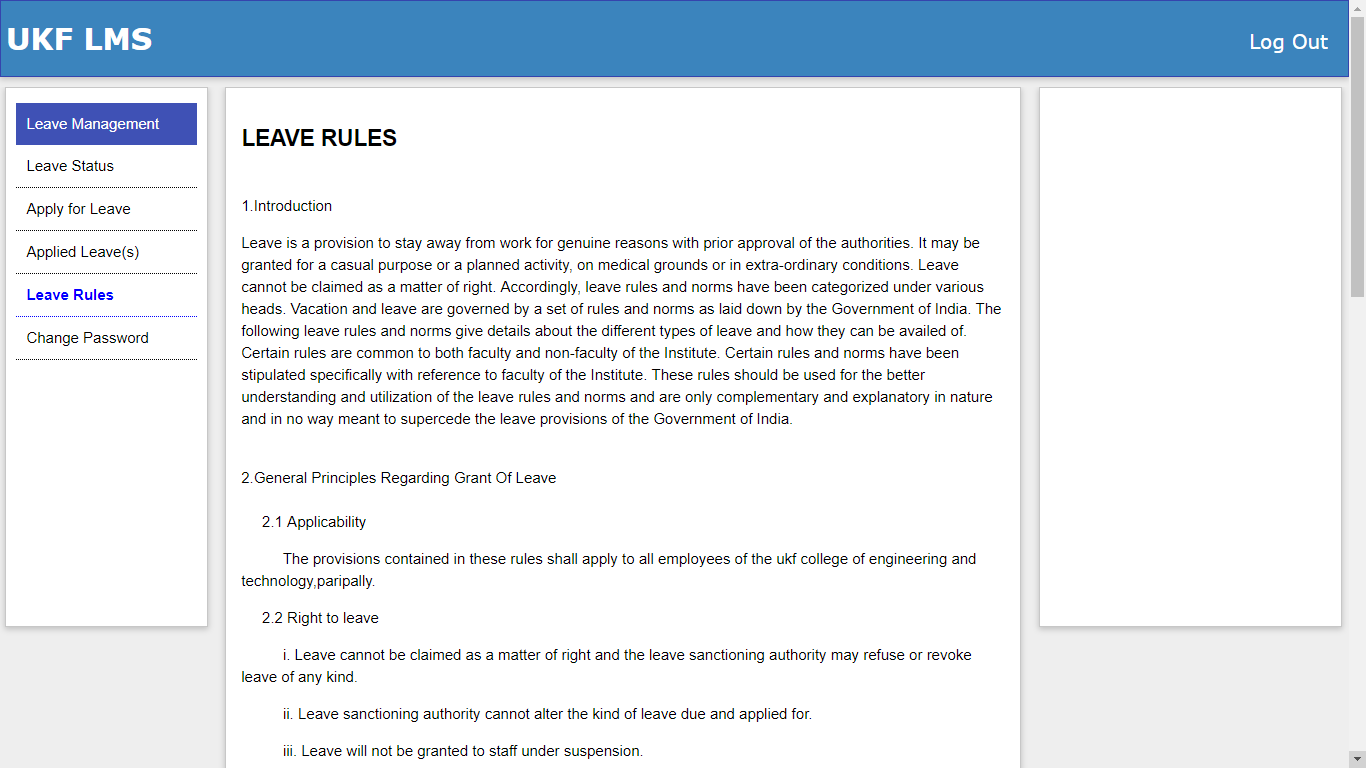 UKF LMS
Log Out
Leave Management
Leave Status
Apply for Leave
Applied Leave(s)
Leave Rules
Change Password
LEAVE RULES
1.Introduction
Leave is a provision to stay away from work for genuine reasons with prior approval of the authorities. It may be
granted for a casual purpose or a planned activity, on medical grounds or in extra-ordinary conditions. Leave
cannot be claimed as a matter of right. Accordingly, leave rules and norms have been categorized under various
heads. Vacation and leave are governed by a set of rules and norms as laid down by the Government of India. The
following leave rules and norms give details about the different types of leave and how they can be availed of.
Certain rules are common to both faculty and non-faculty of the Institute. Certain rules and norms have been
stipulated specifically with reference to faculty of the Institute. These rules should be used for the better
understanding and utilization of the leave rules and norms and are only complementary and explanatory in nature
and in no way meant to supercede the leave provisions of the Government of India.
2.General Principles Regarding Grant Of Leave
2.1 Applicability
The provisions contained in these rules shall apply to all employees of the ukf college of engineering and
technology,paripally.
2.2 Right to leave
i. Leave cannot be claimed as a matter of right and the leave sanctioning authority may refuse or revoke
leave of any kind.
ii. Leave sanctioning authority cannot alter the kind of leave due and applied for.
iii. Leave will not be granted to staff under suspension.